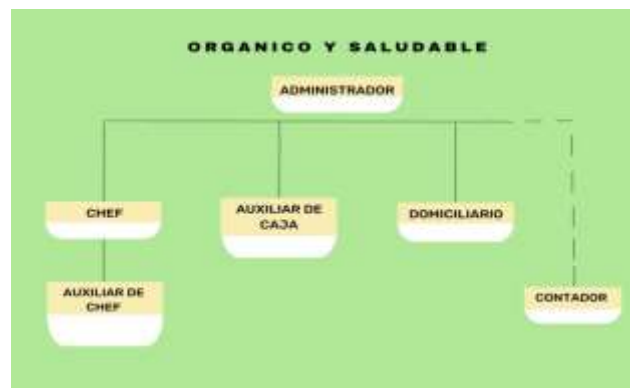 ORGANICO Y SALUDABLE
ADMINISTRADOR
CHEF
AUXILIAR DE
CAJA
DOMICILIARIO
AUXILIAR DE
CHEF
CONTADOR